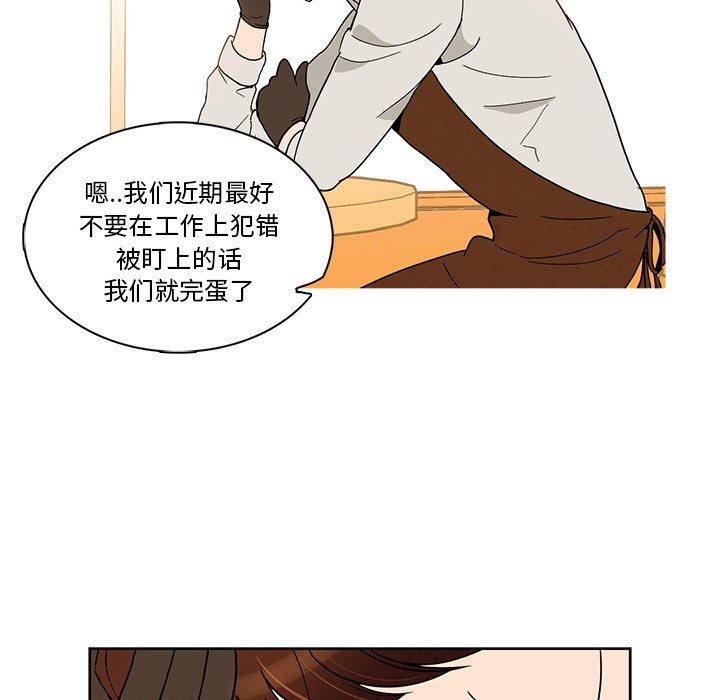 嗯..我们近期最好
不要在工作上犯错
被盯上的话
我们就完蛋了